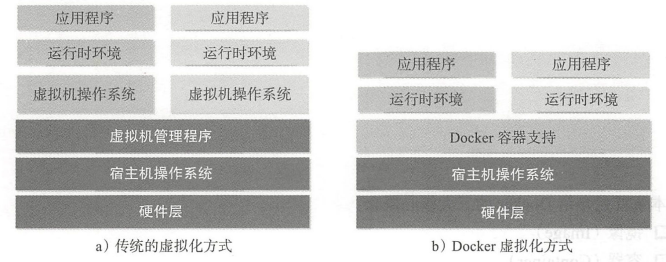 应用程序 应用程序
运行时环境 运行时环境
虚拟机操作系统 虚拟机操作系统
虚拟机管理程序
宿主机操作系统
硬件层
a）传统的虚拟化方式
应用程序 应用程序
运行时环境 运行时环境
Docker 容器支持
宿主机操作系统
硬件层
b）Docker 虚拟化方式